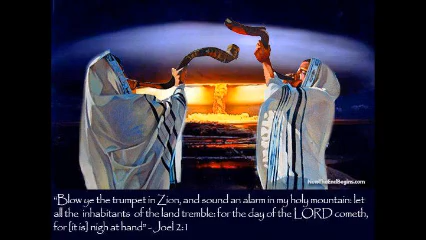 NowTheEndBegins.com
"Blow ye the trumpet in Zion, and sound an alarm in my holy mountain: let
all the inhabitants of the land tremble: for the day of the LORD cometh,
for [it is] nigh at hand" - Joel 2:1